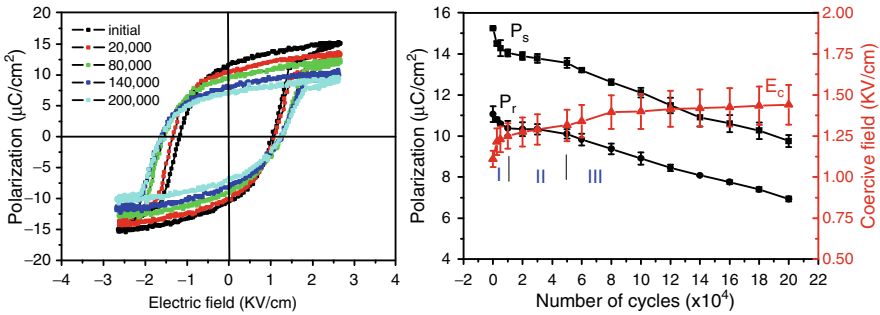 20
15
10
5
0
−5
−10
−15
−20
Polarization (μC/cm²)
initial
20,000
80,000
140,000
200,000
−4 −3 −2 −1 0 1 2 3 4
Electric field (KV/cm)
16
14
12
10
8
6
4
Polarization (μC/cm²)
Pₛ
Pᵣ
E_c
I II III
2.00
1.75
1.50
1.25
1.00
0.75
0.50
Coercive field (KV/cm)
−2 0 2 4 6 8 10 12 14 16 18 20 22
Number of cycles (x10⁴)